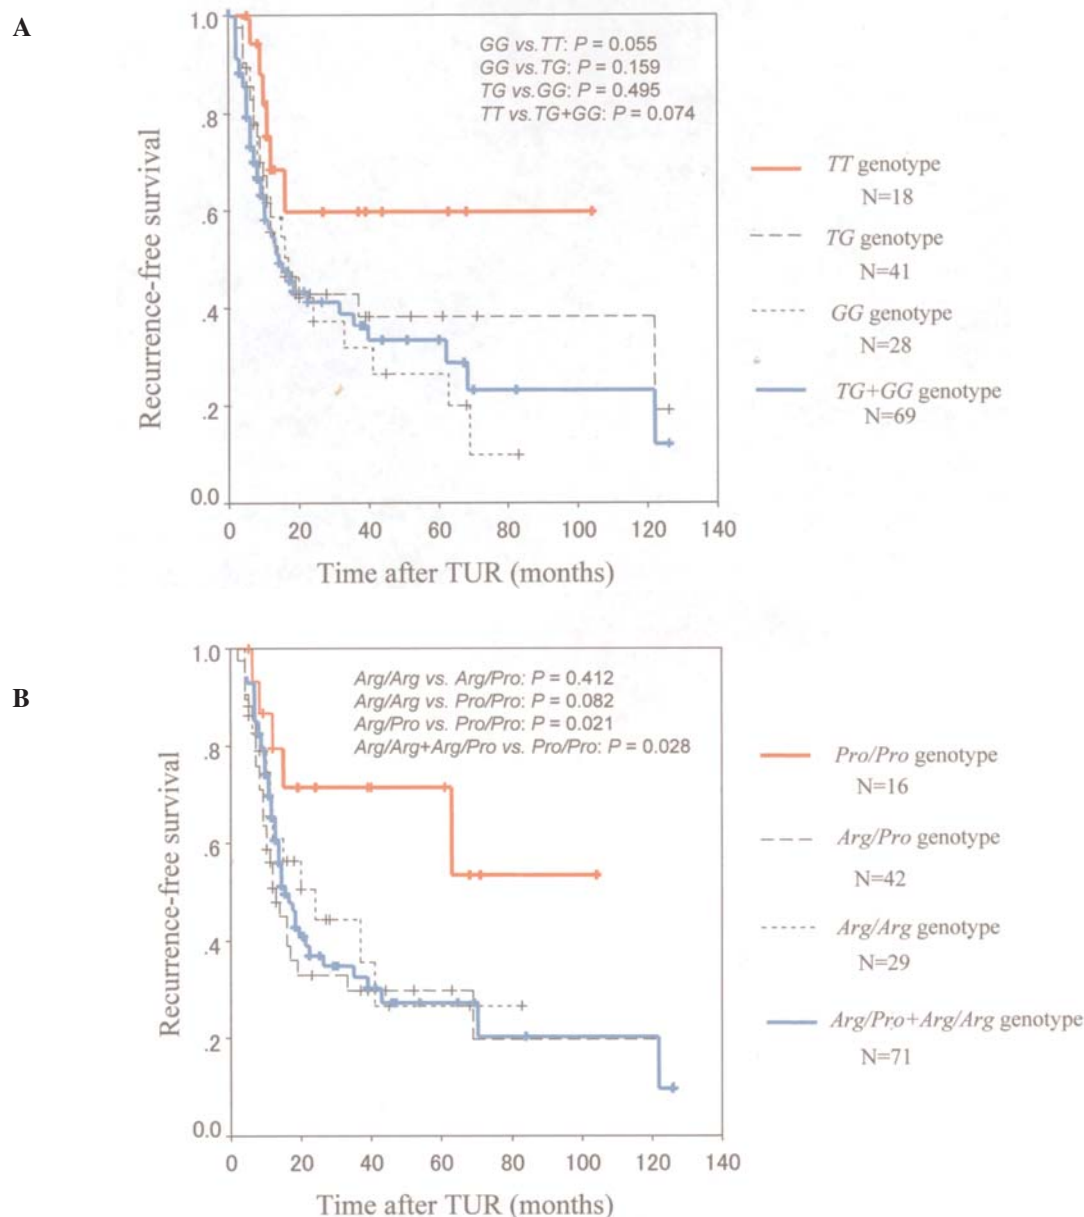 A
Recurrence-free survival
1.0
.8
.6
.4
.2
0.0
0 20 40 60 80 100 120 140
Time after TUR (months)
GG vs.TT: P = 0.055
GG vs.TG: P = 0.159
TG vs.GG: P = 0.495
TT vs.TG+GG: P = 0.074
TT genotype
N=18
TG genotype
N=41
GG genotype
N=28
TG+GG genotype
N=69
B
Recurrence-free survival
1.0
.8
.6
.4
.2
0.0
0 20 40 60 80 100 120 140
Time after TUR (months)
Arg/Arg vs. Arg/Pro: P = 0.412
Arg/Arg vs. Pro/Pro: P = 0.082
Arg/Pro vs. Pro/Pro: P = 0.021
Arg/Arg+Arg/Pro vs. Pro/Pro: P = 0.028
Pro/Pro genotype
N=16
Arg/Pro genotype
N=42
Arg/Arg genotype
N=29
Arg/Pro+Arg/Arg genotype
N=71